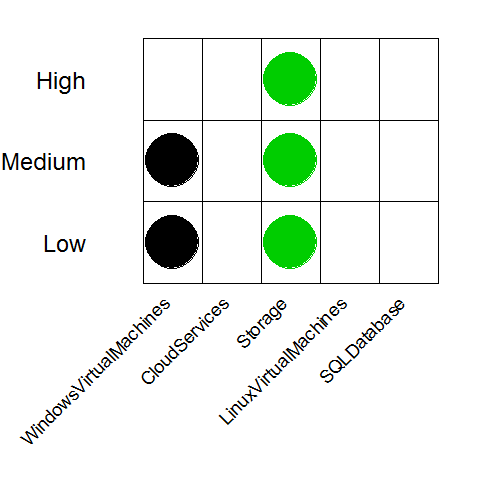 High
Medium
Low
WindowsVirtualMachines
CloudServices
Storage
LinuxVirtualMachines
SQLDatabase